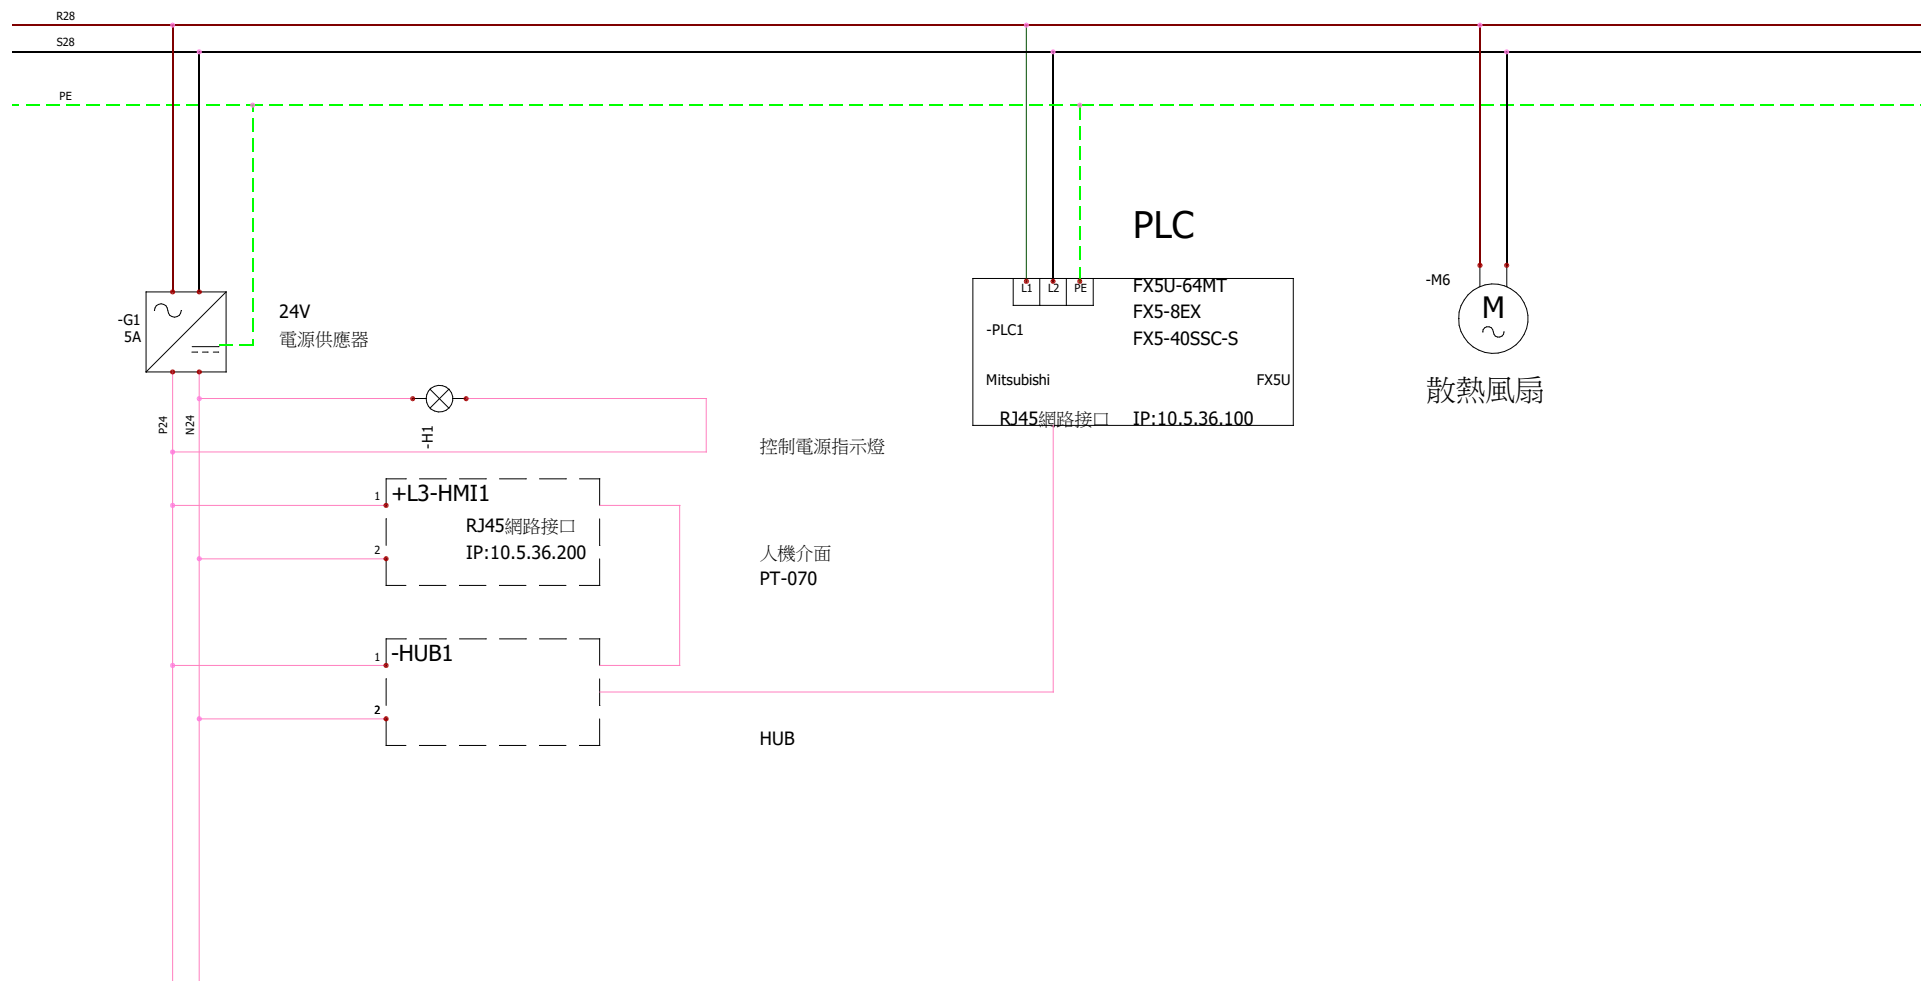 R28
S28
PE
PLC
-G1
5A
24V
電源供應器
L1
L2
PE
FX5U-64MT
FX5-8EX
FX5-40SSC-S
-PLC1
Mitsubishi
FX5U
RJ45網路接口
IP:10.5.36.100
-M6
M
散熱風扇
P24
N24
-H1
控制電源指示燈
1
+L3-HMI1
RJ45網路接口
2
IP:10.5.36.200
人機介面
PT-070
1
-HUB1
2
HUB